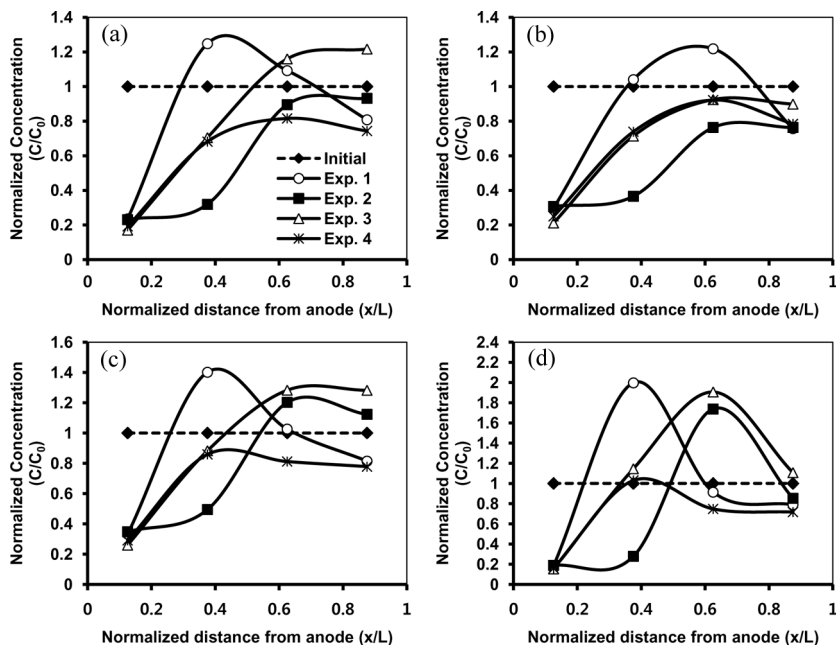 (a)
Normalized Concentration
(C/C0)
1.4
1.2
1
0.8
0.6
0.4
0.2
0
Initial
Exp. 1
Exp. 2
Exp. 3
Exp. 4
0 0.2 0.4 0.6 0.8 1
Normalized distance from anode (x/L)
(b)
Normalized Concentration
(C/C0)
1.4
1.2
1
0.8
0.6
0.4
0.2
0
0 0.2 0.4 0.6 0.8 1
Normalized distance from anode (x/L)
(c)
Normalized Concentration
(C/C0)
1.6
1.4
1.2
1
0.8
0.6
0.4
0.2
0
0 0.2 0.4 0.6 0.8 1
Normalized distance from anode (x/L)
(d)
Normalized Concentration
(C/C0)
2.4
2.2
2
1.8
1.6
1.4
1.2
1
0.8
0.6
0.4
0.2
0
0 0.2 0.4 0.6 0.8 1
Normalized distance from anode (x/L)